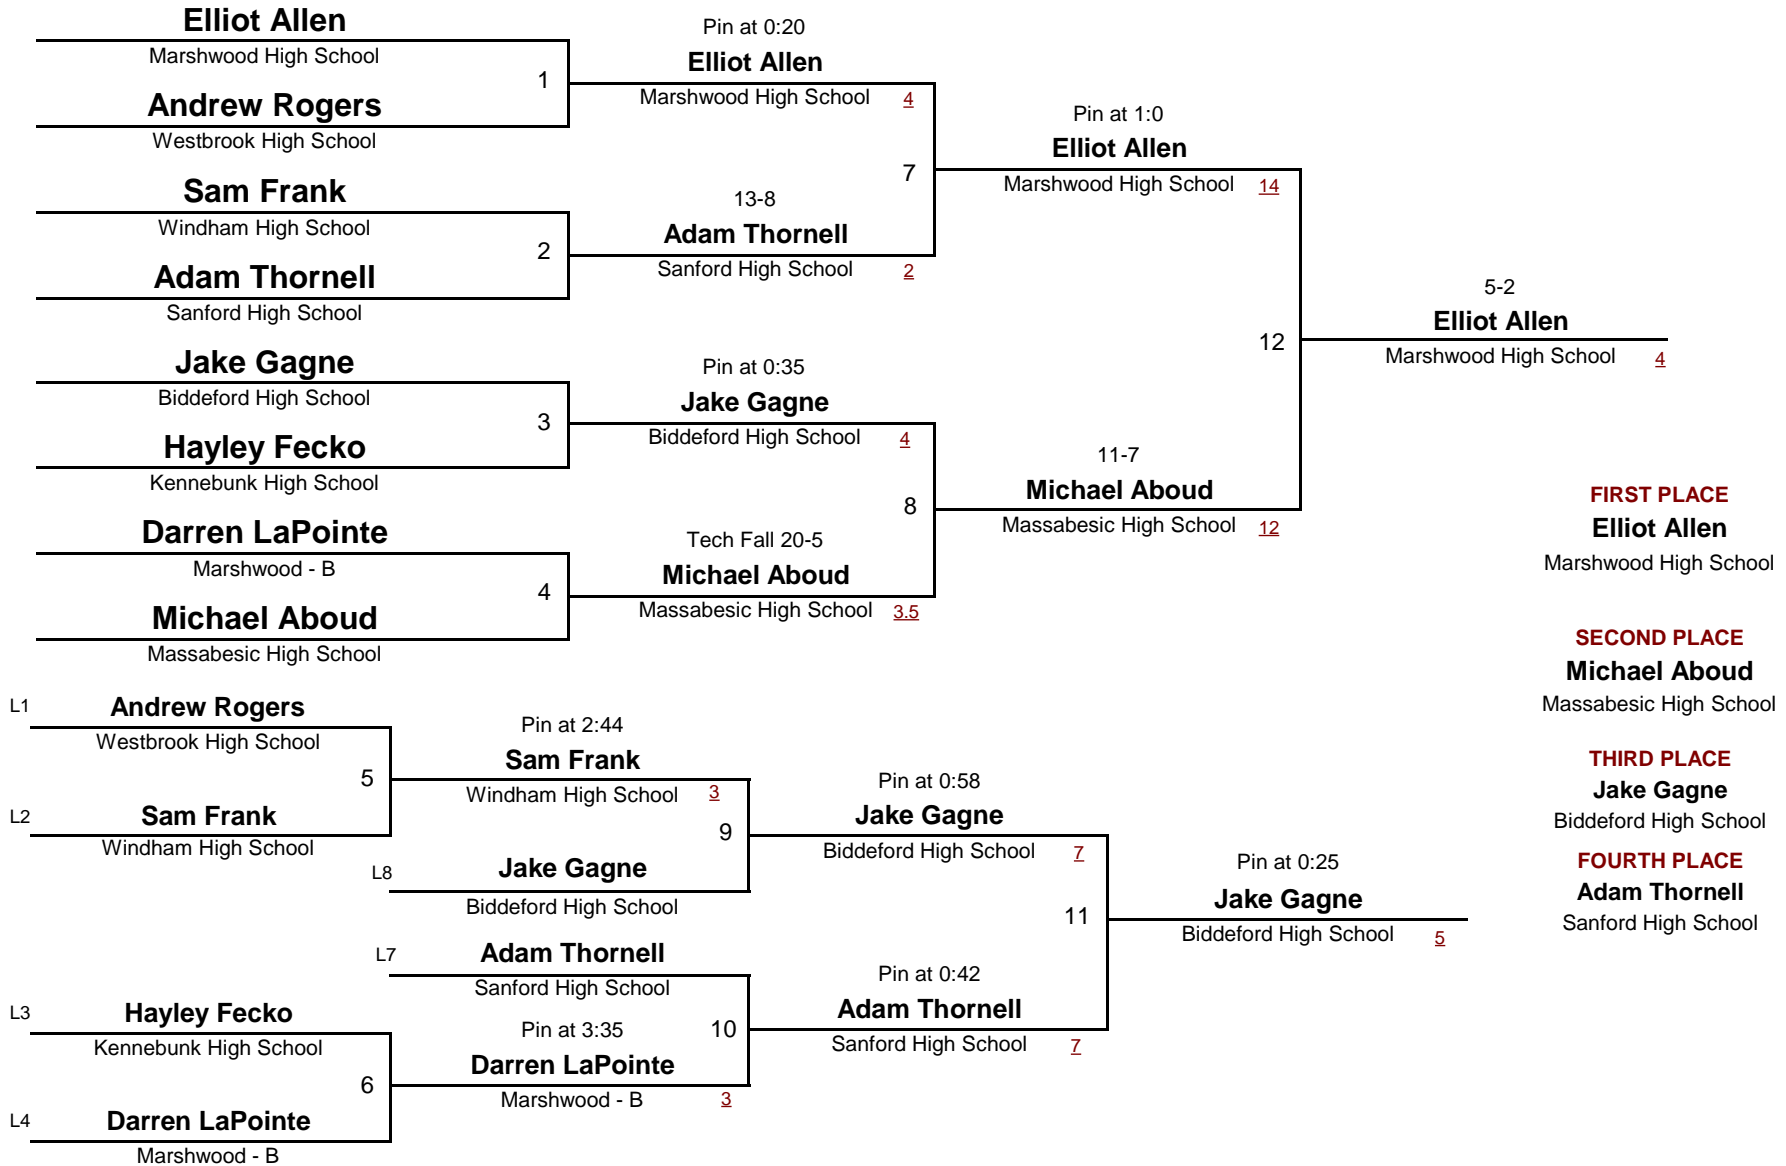 Elliot Allen
Marshwood High School
1
Andrew Rogers
Westbrook High School
Sam Frank
Windham High School
2
Adam Thornell
Sanford High School
Jake Gagne
Biddeford High School
3
Hayley Fecko
Kennebunk High School
Darren LaPointe
Marshwood - B
4
Michael Aboud
Massabesic High School
Pin at 0:20
Elliot Allen
Marshwood High School 4
7
13-8
Adam Thornell
Sanford High School 2
Pin at 0:35
Jake Gagne
Biddeford High School 4
8
Tech Fall 20-5
Michael Aboud
Massabesic High School 3.5
Pin at 1:0
Elliot Allen
Marshwood High School 14
12
11-7
Michael Aboud
Massabesic High School 12
5-2
Elliot Allen
Marshwood High School 4
FIRST PLACE
Elliot Allen
Marshwood High School
SECOND PLACE
Michael Aboud
Massabesic High School
THIRD PLACE
Jake Gagne
Biddeford High School
FOURTH PLACE
Adam Thornell
Sanford High School
L1 Andrew Rogers
Westbrook High School
5
L2 Sam Frank
Windham High School
L3 Hayley Fecko
Kennebunk High School
6
L4 Darren LaPointe
Marshwood - B
Pin at 2:44
Sam Frank
Windham High School 3
9
L8 Jake Gagne
Biddeford High School
L7 Adam Thornell
Sanford High School
10
Pin at 3:35
Darren LaPointe
Marshwood - B 3
Pin at 0:58
Jake Gagne
Biddeford High School 7
11
Pin at 0:42
Adam Thornell
Sanford High School 7
Pin at 0:25
Jake Gagne
Biddeford High School 5